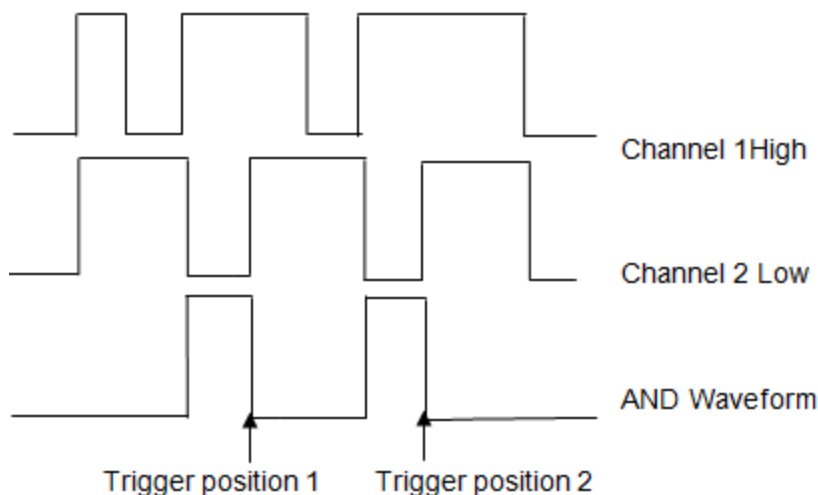 Channel 1High
Channel 2 Low
AND Waveform
Trigger position 1
Trigger position 2